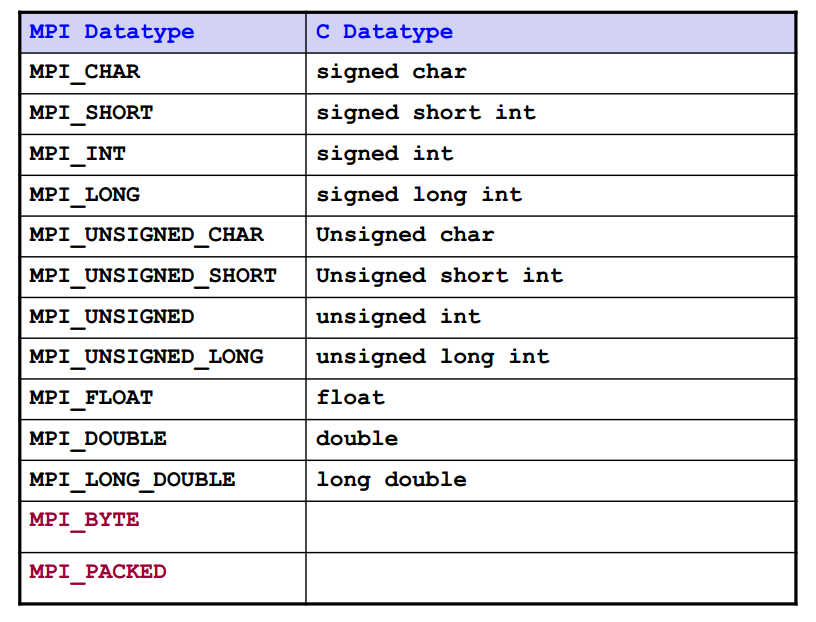 MPI Datatype C Datatype
MPI_CHAR signed char
MPI_SHORT signed short int
MPI_INT signed int
MPI_LONG signed long int
MPI_UNSIGNED_CHAR Unsigned char
MPI_UNSIGNED_SHORT Unsigned short int
MPI_UNSIGNED unsigned int
MPI_UNSIGNED_LONG unsigned long int
MPI_FLOAT float
MPI_DOUBLE double
MPI_LONG_DOUBLE long double
MPI_BYTE
MPI_PACKED